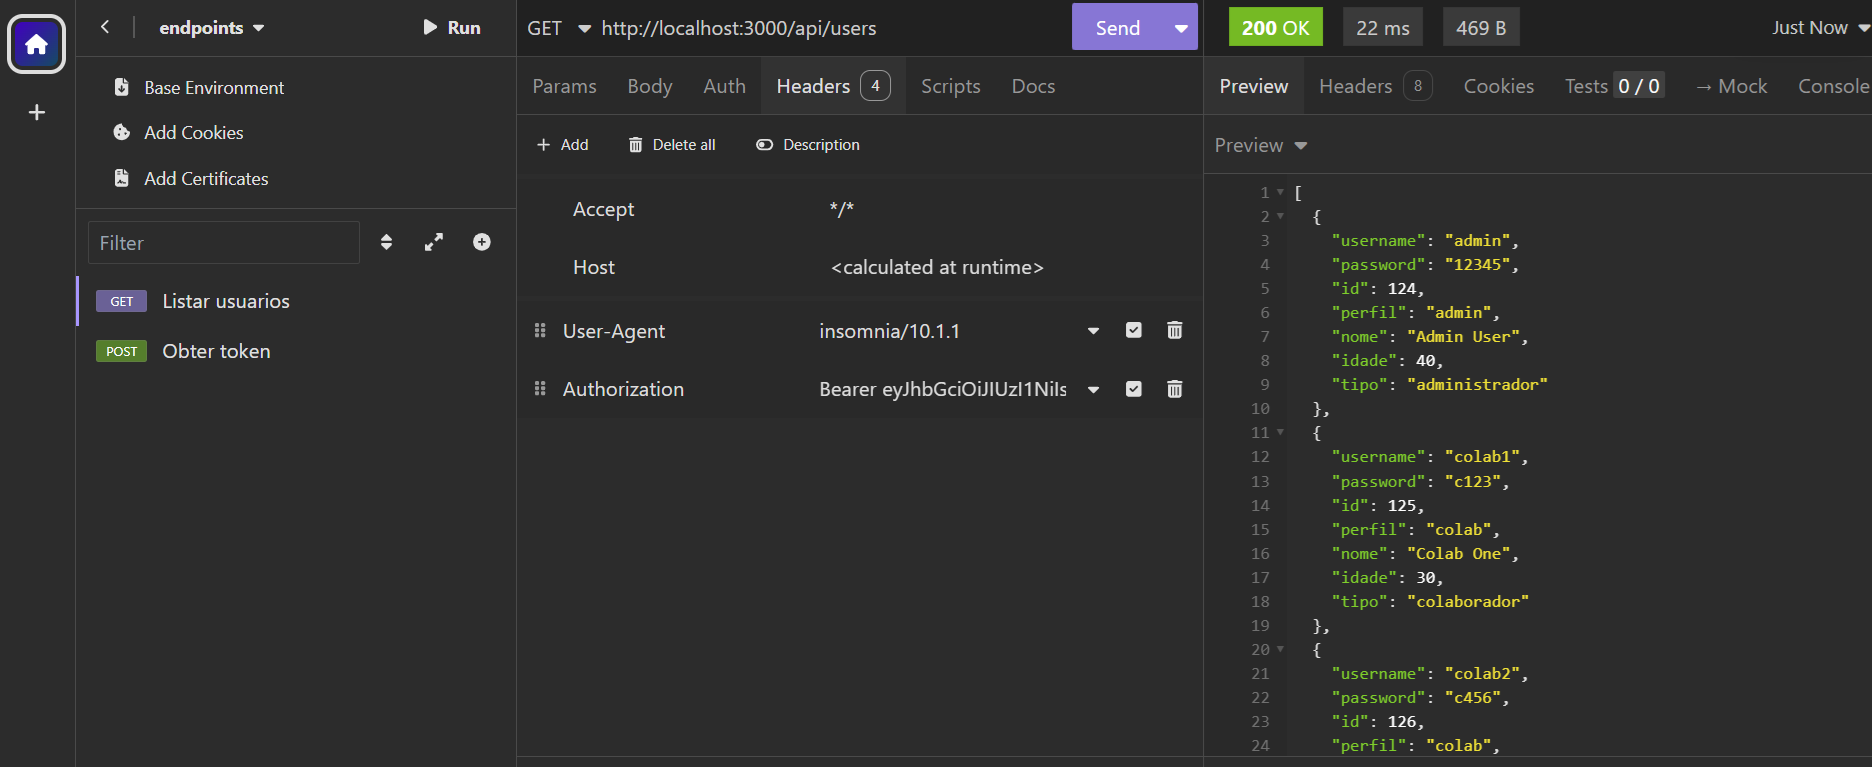 endpoints
Run
Base Environment
Add Cookies
Add Certificates
Filter
GET Listar usuarios
POST Obter token
GET http://localhost:3000/api/users
Send
Params Body Auth Headers 4 Scripts Docs
+ Add Delete all Description
Accept */*
Host <calculated at runtime>
User-Agent insomnia/10.1.1
Authorization Bearer eyJhbGciOiJIUzI1NiIs
200 OK 22 ms 469 B Just Now
Preview Headers 8 Cookies Tests 0 / 0 → Mock Console
Preview
1 [
2 {
3 "username": "admin",
4 "password": "12345",
5 "id": 124,
6 "perfil": "admin",
7 "nome": "Admin User",
8 "idade": 40,
9 "tipo": "administrador"
10 },
11 {
12 "username": "colab1",
13 "password": "c123",
14 "id": 125,
15 "perfil": "colab",
16 "nome": "Colab One",
17 "idade": 30,
18 "tipo": "colaborador"
19 },
20 {
21 "username": "colab2",
22 "password": "c456",
23 "id": 126,
24 "perfil": "colab",